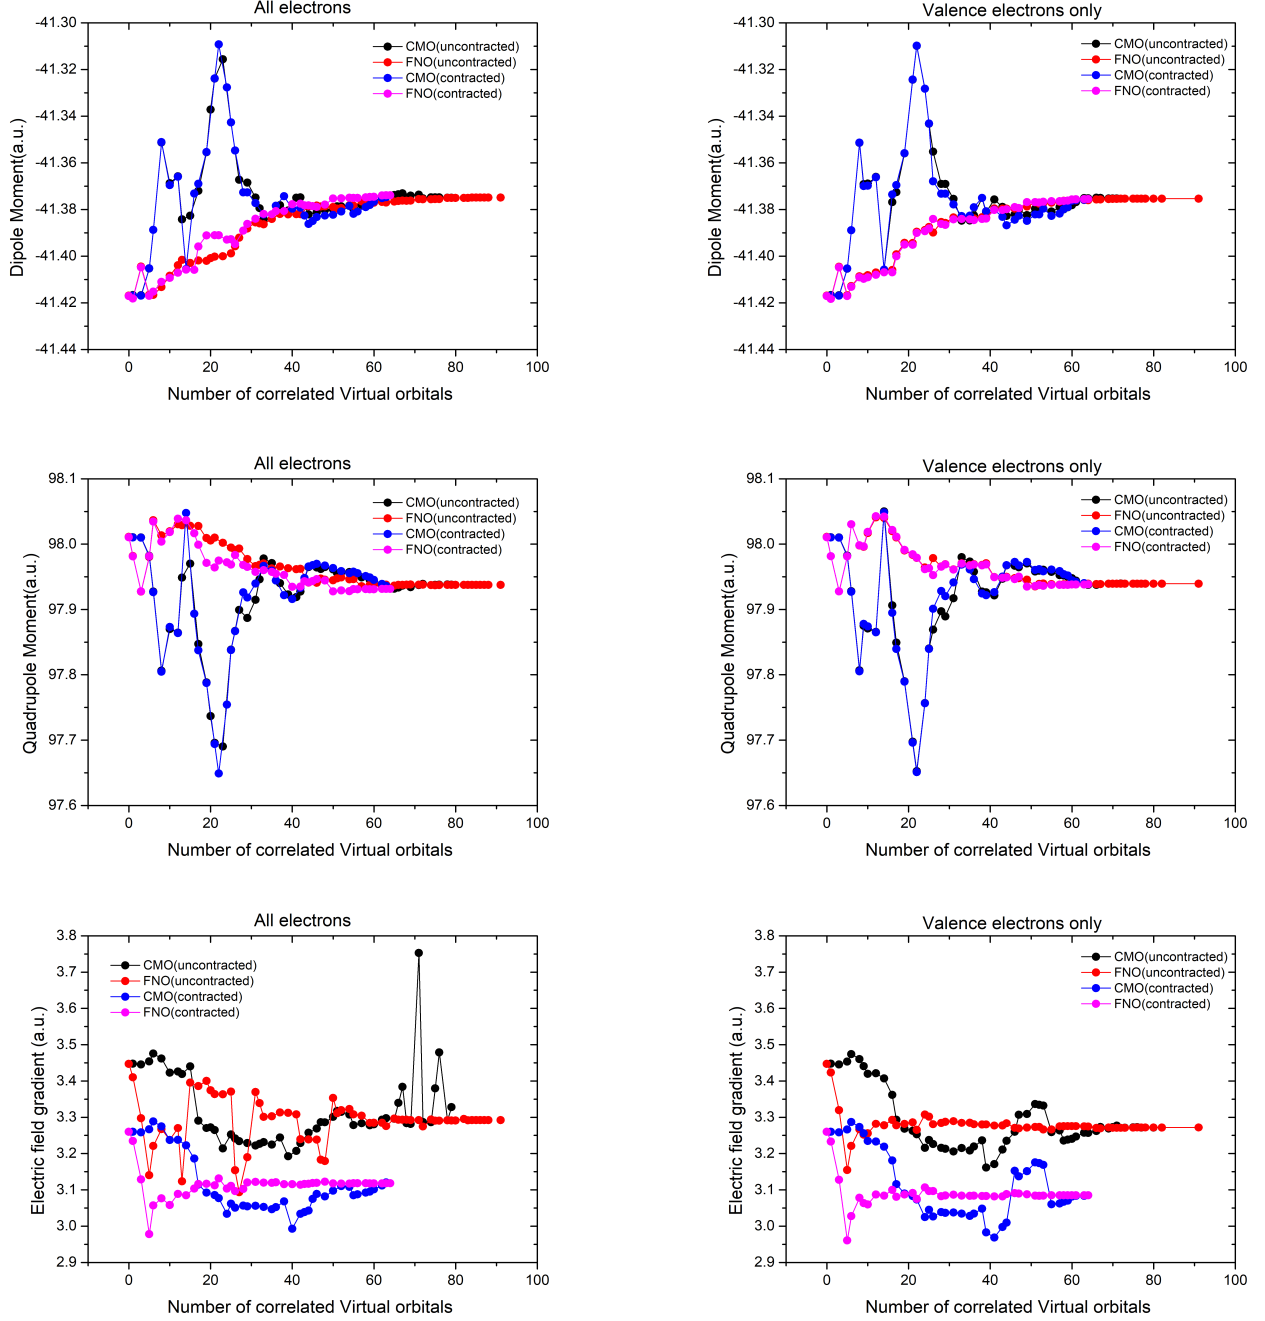 All electrons
-41.30
-41.32
-41.34
-41.36
-41.38
-41.40
-41.42
-41.44
Dipole Moment(a.u.)
CMO(uncontracted)
FNO(uncontracted)
CMO(contracted)
FNO(contracted)
0 20 40 60 80 100
Number of correlated Virtual orbitals
Valence electrons only
-41.30
-41.32
-41.34
-41.36
-41.38
-41.40
-41.42
-41.44
Dipole Moment(a.u.)
CMO(uncontracted)
FNO(uncontracted)
CMO(contracted)
FNO(contracted)
0 20 40 60 80 100
Number of correlated Virtual orbitals
All electrons
98.1
98.0
97.9
97.8
97.7
97.6
Quadrupole Moment(a.u.)
CMO(uncontracted)
FNO(uncontracted)
CMO(contracted)
FNO(contracted)
0 20 40 60 80 100
Number of correlated Virtual orbitals
Valence electrons only
98.1
98.0
97.9
97.8
97.7
97.6
Quadrupole Moment(a.u.)
CMO(uncontracted)
FNO(uncontracted)
CMO(contracted)
FNO(contracted)
0 20 40 60 80 100
Number of correlated Virtual orbitals
All electrons
3.8
3.7
3.6
3.5
3.4
3.3
3.2
3.1
3.0
2.9
Electric field gradient (a.u.)
CMO(uncontracted)
FNO(uncontracted)
CMO(contracted)
FNO(contracted)
0 20 40 60 80 100
Number of correlated Virtual orbitals
Valence electrons only
3.8
3.7
3.6
3.5
3.4
3.3
3.2
3.1
3.0
2.9
Electric field gradient (a.u.)
CMO(uncontracted)
FNO(uncontracted)
CMO(contracted)
FNO(contracted)
0 20 40 60 80 100
Number of correlated Virtual orbitals